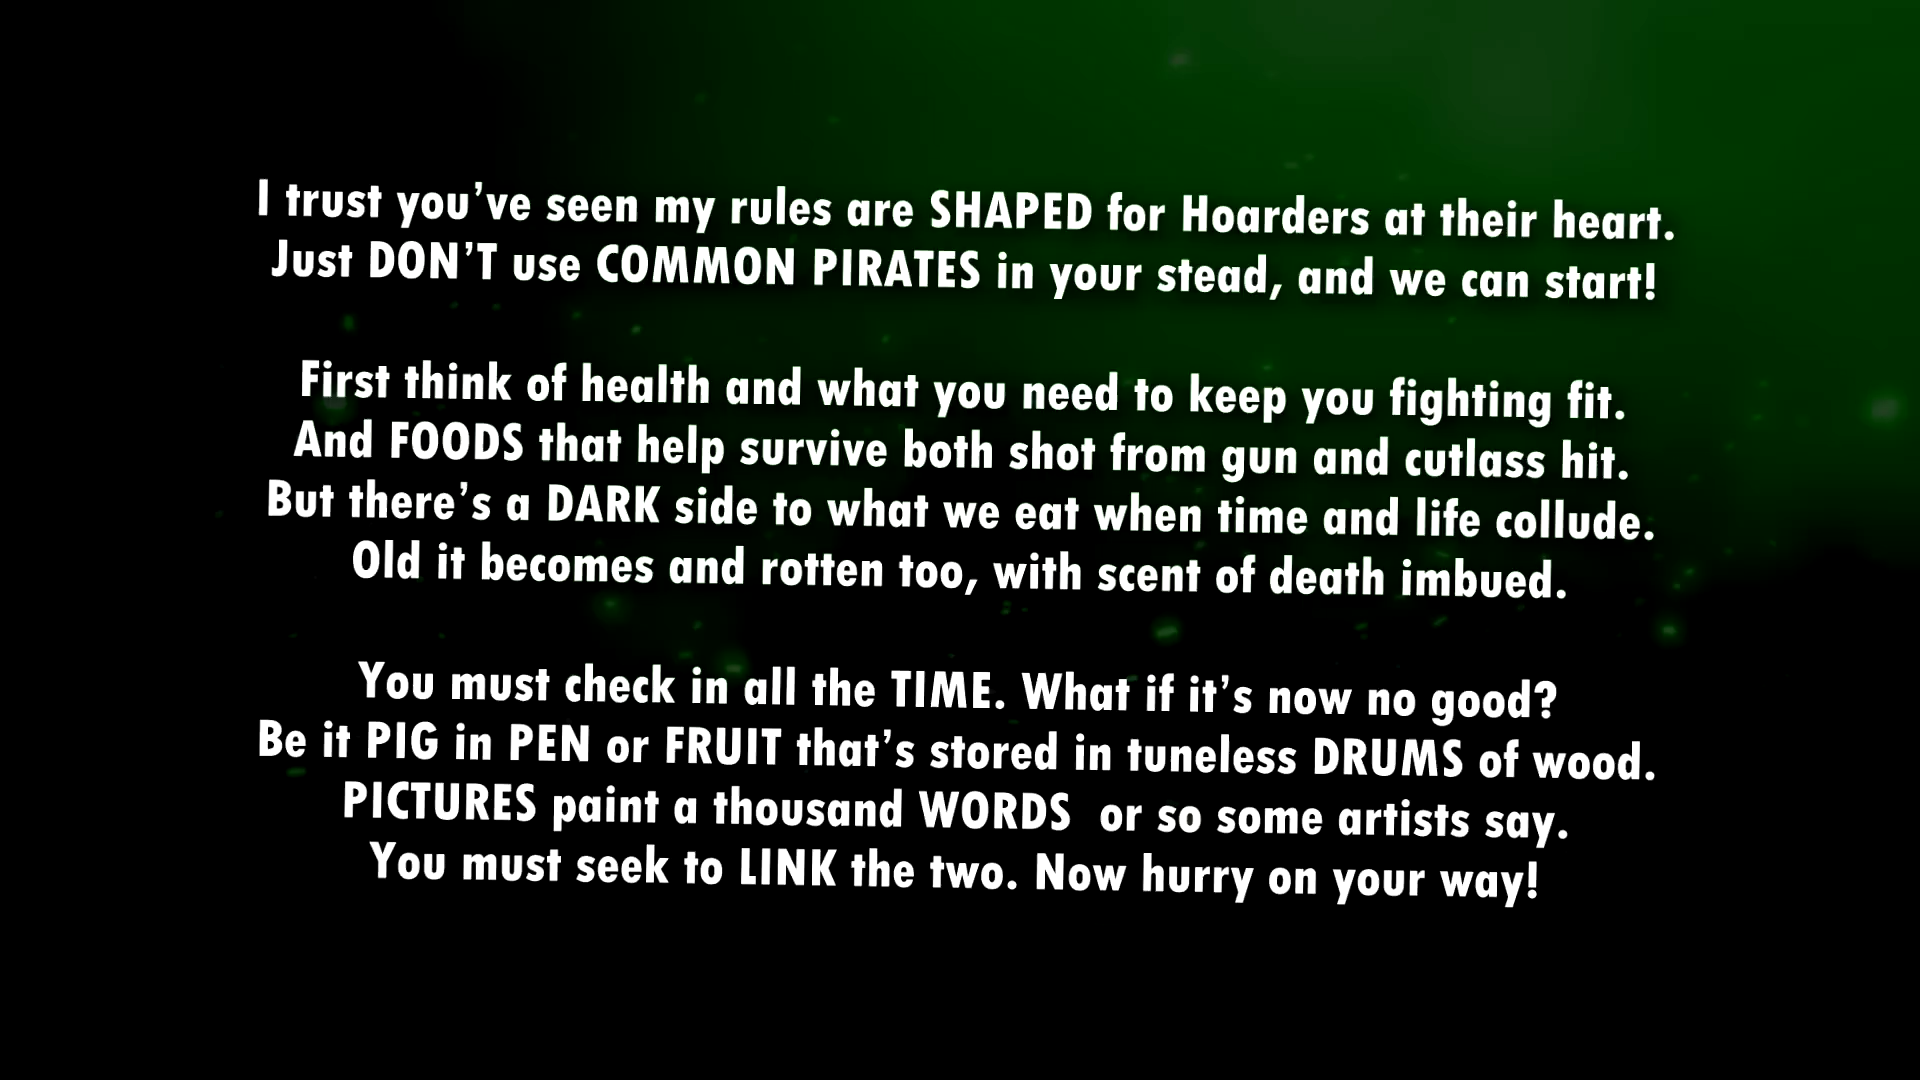 I trust you’ve seen my rules are SHAPED for Hoarders at their heart.
Just DON’T use COMMON PIRATES in your stead, and we can start!
First think of health and what you need to keep you fighting fit.
And FOODS that help survive both shot from gun and cutlass hit.
But there’s a DARK side to what we eat when time and life collude.
Old it becomes and rotten too, with scent of death imbued.
You must check in all the TIME. What if it’s now no good?
Be it PIG in PEN or FRUIT that’s stored in tuneless DRUMS of wood.
PICTURES paint a thousand WORDS or so some artists say.
You must seek to LINK the two. Now hurry on your way!